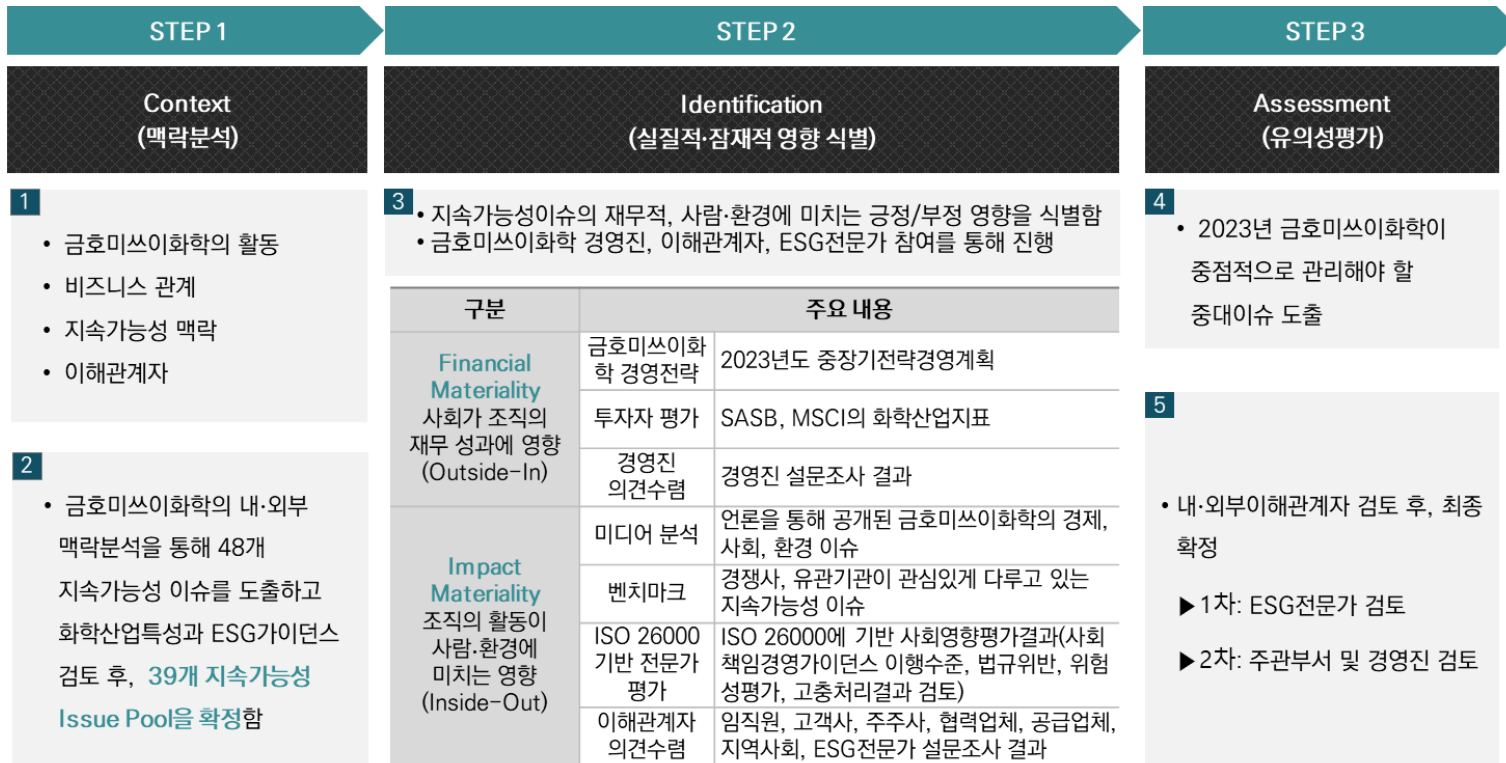 STEP 1
STEP 2
STEP 3
Context
(맥락분석)
Identification
(실질적·잠재적 영향 식별)
Assessment
(유의성평가)
1
• 금호미쓰이화학의 활동
• 비즈니스 관계
• 지속가능성 맥락
• 이해관계자
2
• 금호미쓰이화학의 내·외부
맥락분석을 통해 48개
지속가능성 이슈를 도출하고
화학산업특성과 ESG가이던스
검토 후, 39개 지속가능성
Issue Pool을 확정함
3
• 지속가능성이슈의 재무적, 사람·환경에 미치는 긍정/부정 영향을 식별함
• 금호미쓰이화학 경영진, 이해관계자, ESG전문가 참여를 통해 진행
구분
주요 내용
Financial
Materiality
사회가 조직의
재무 성과에 영향
(Outside-In)
금호미쓰이화
학 경영전략
2023년도 중장기전략경영계획
투자자 평가
SASB, MSCI의 화학산업지표
경영진
의견수렴
경영진 설문조사 결과
Impact
Materiality
조직의 활동이
사람·환경에
미치는 영향
(Inside-Out)
미디어 분석
언론을 통해 공개된 금호미쓰이화학의 경제,
사회, 환경 이슈
벤치마크
경쟁사, 유관기관이 관심있게 다루고 있는
지속가능성 이슈
ISO 26000
기반 전문가
평가
ISO 26000에 기반 사회영향평가결과(사회
책임경영가이던스 이행수준, 법규위반, 위험
성평가, 고충처리결과 검토)
이해관계자
의견수렴
임직원, 고객사, 주주사, 협력업체, 공급업체,
지역사회, ESG전문가 설문조사 결과
4
• 2023년 금호미쓰이화학이
중점적으로 관리해야 할
중대이슈 도출
5
• 내·외부이해관계자 검토 후, 최종
확정
▶1차: ESG전문가 검토
▶2차: 주관부서 및 경영진 검토